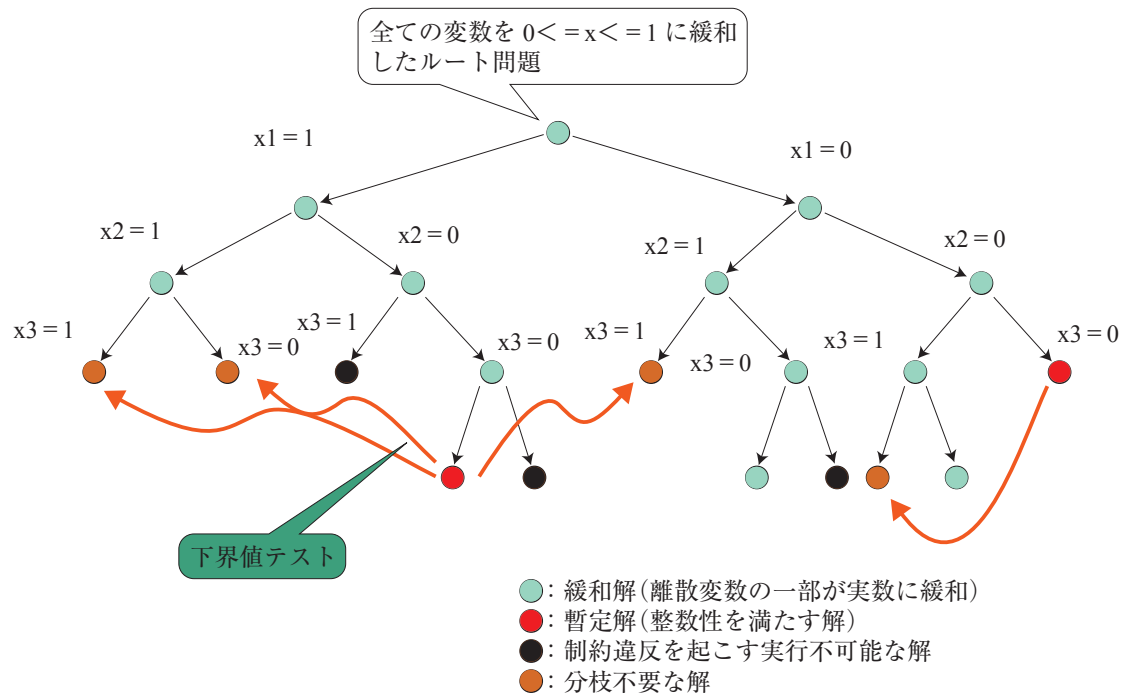 全ての変数を 0＜＝x＜＝1 に緩和
したルート問題
x1＝1
x1＝0
x2＝1
x2＝0
x2＝1
x2＝0
x3＝1
x3＝0
x3＝1
x3＝0
x3＝1
x3＝0
x3＝1
x3＝0
下界値テスト
：緩和解（離散変数の一部が実数に緩和）
：暫定解（整数性を満たす解）
：制約違反を起こす実行不可能な解
：分枝不要な解